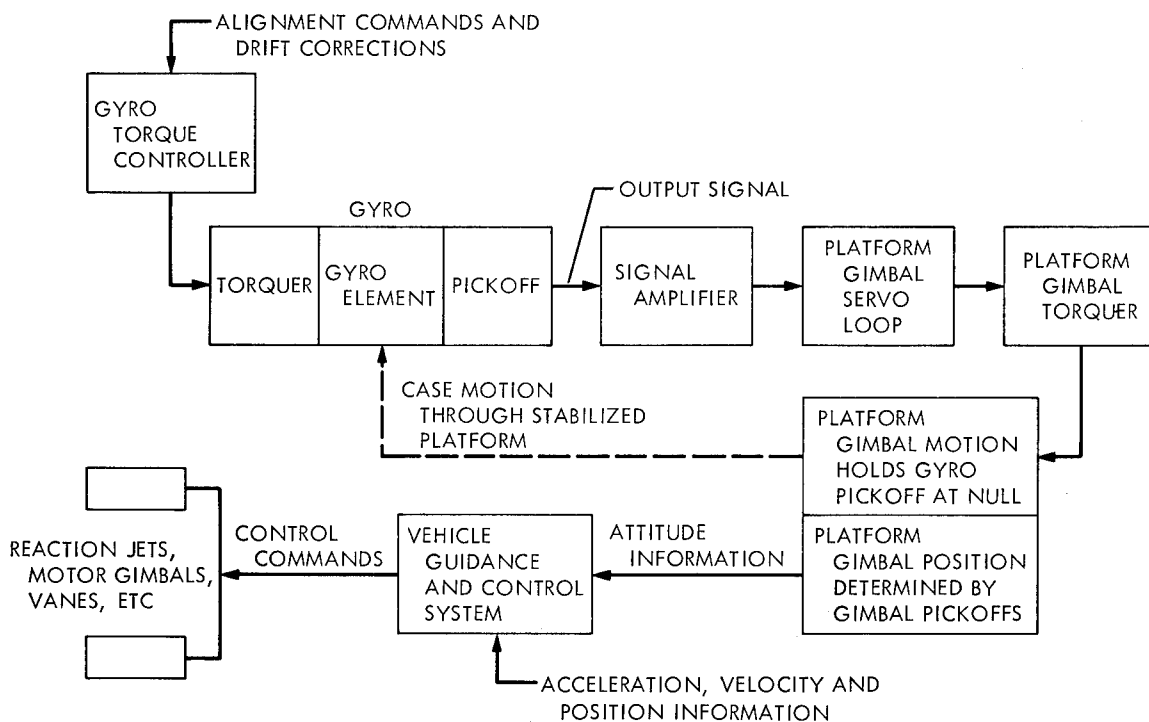 ALIGNMENT COMMANDS AND
DRIFT CORRECTIONS
GYRO
TORQUE
CONTROLLER
GYRO
OUTPUT SIGNAL
TORQUER
GYRO
ELEMENT
PICKOFF
SIGNAL
AMPLIFIER
PLATFORM
GIMBAL
SERVO
LOOP
PLATFORM
GIMBAL
TORQUER
CASE MOTION
THROUGH STABILIZED
PLATFORM
PLATFORM
GIMBAL MOTION
HOLDS GYRO
PICKOFF AT NULL
PLATFORM
GIMBAL POSITION
DETERMINED BY
GIMBAL PICKOFFS
ATTITUDE
INFORMATION
VEHICLE
GUIDANCE
AND CONTROL
SYSTEM
CONTROL
COMMANDS
REACTION JETS,
MOTOR GIMBALS,
VANES, ETC
ACCELERATION, VELOCITY AND
POSITION INFORMATION